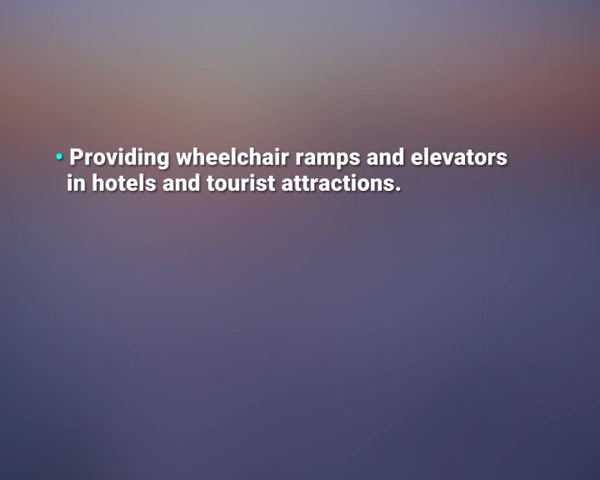 • Providing wheelchair ramps and elevators
in hotels and tourist attractions.